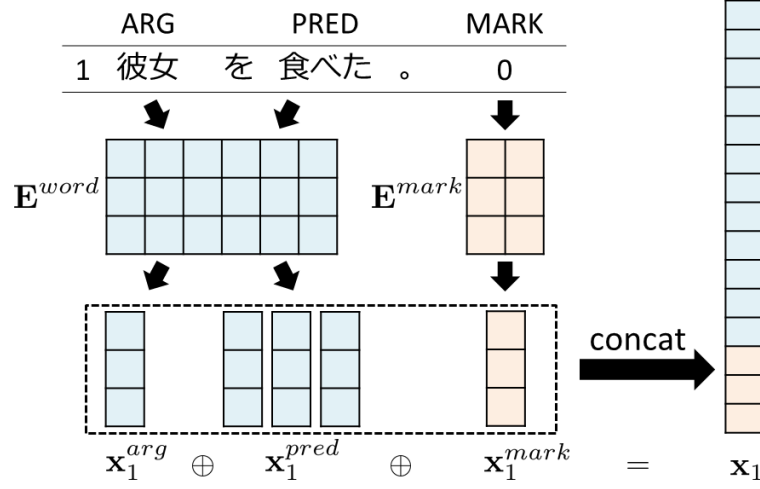 ARG PRED MARK
1 彼女 を 食べた 。 0
E^{word} E^{mark}
concat
x_1^{arg} ⊕ x_1^{pred} ⊕ x_1^{mark} = x_1